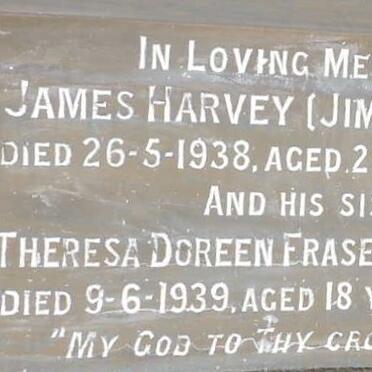 IN LOVING ME
JAMES HARVEY (JIM
DIED 26-5-1938, AGED 2
AND HIS SIS
THERESA DOREEN FRASE
DIED 9-6-1939, AGED 18 Y
"MY GOD TO THY CRO